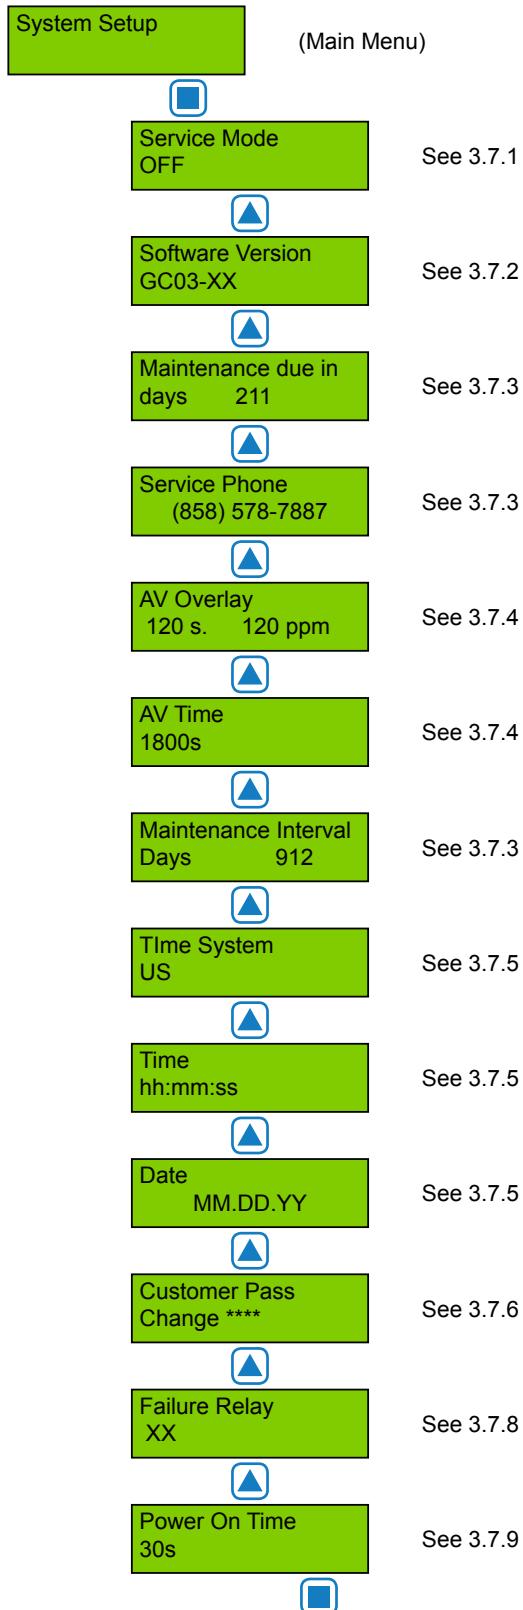 System Setup
(Main Menu)
Service Mode
OFF
See 3.7.1
Software Version
GC03-XX
See 3.7.2
Maintenance due in
days 211
See 3.7.3
Service Phone
(858) 578-7887
See 3.7.3
AV Overlay
120 s. 120 ppm
See 3.7.4
AV Time
1800s
See 3.7.4
Maintenance Interval
Days 912
See 3.7.3
TIme System
US
See 3.7.5
Time
hh:mm:ss
See 3.7.5
Date
MM.DD.YY
See 3.7.5
Customer Pass
Change ****
See 3.7.6
Failure Relay
XX
See 3.7.8
Power On Time
30s
See 3.7.9